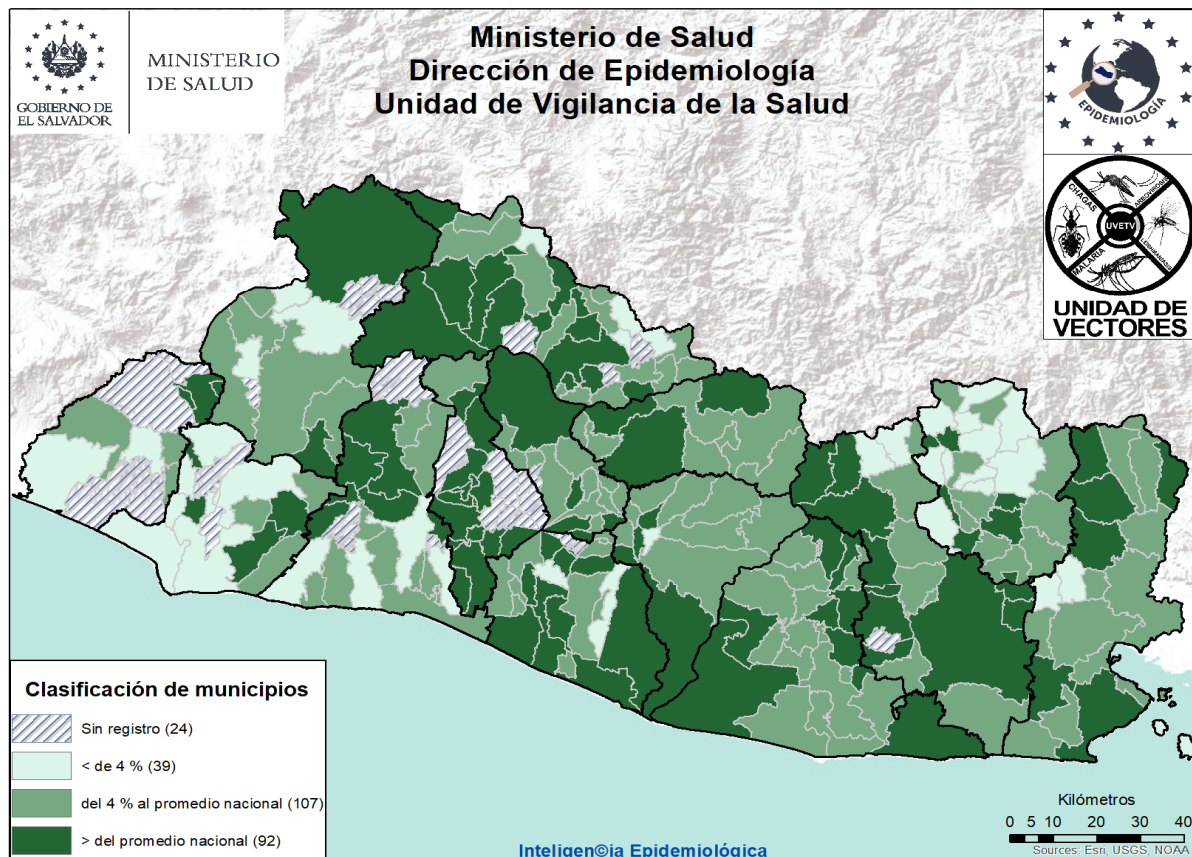 GOBIERNO DE
EL SALVADOR
MINISTERIO
DE SALUD
Ministerio de Salud
Dirección de Epidemiología
Unidad de Vigilancia de la Salud
EPIDEMIOLOGÍA
CHAGAS
ARBOVIROSIS
UVETV
MALARIA
LEISHMANIASIS
UNIDAD DE
VECTORES
Clasificación de municipios
Sin registro (24)
< de 4 % (39)
del 4 % al promedio nacional (107)
> del promedio nacional (92)
Kilómetros
0 5 10 20 30 40
Sources: Esri, USGS, NOAA
Inteligen©ia Epidemiológica